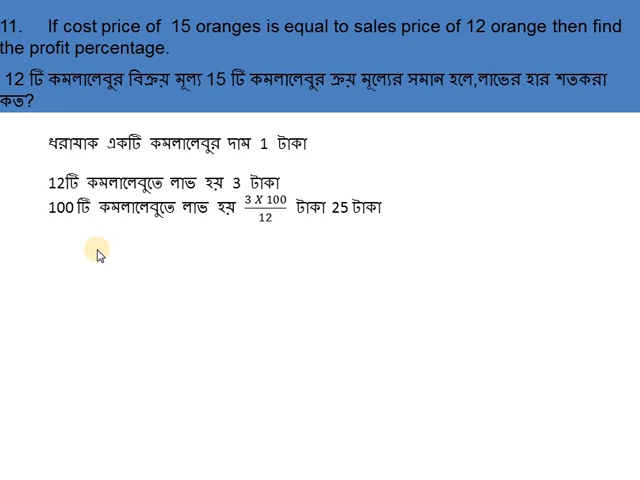 11. If cost price of 15 oranges is equal to sales price of 12 orange then find
the profit percentage.
12 টি কমলালেবুর বিক্রয় মূল্য 15 টি কমলালেবুর ক্রয় মূল্যের সমান হলে,লাভের হার শতকরা
কত?
ধরাযাক একটি কমলালেবুর দাম 1 টাকা
12টি কমলালেবুতে লাভ হয় 3 টাকা
100 টি কমলালেবুতে লাভ হয় \frac{3 X 100}{12} টাকা 25 টাকা